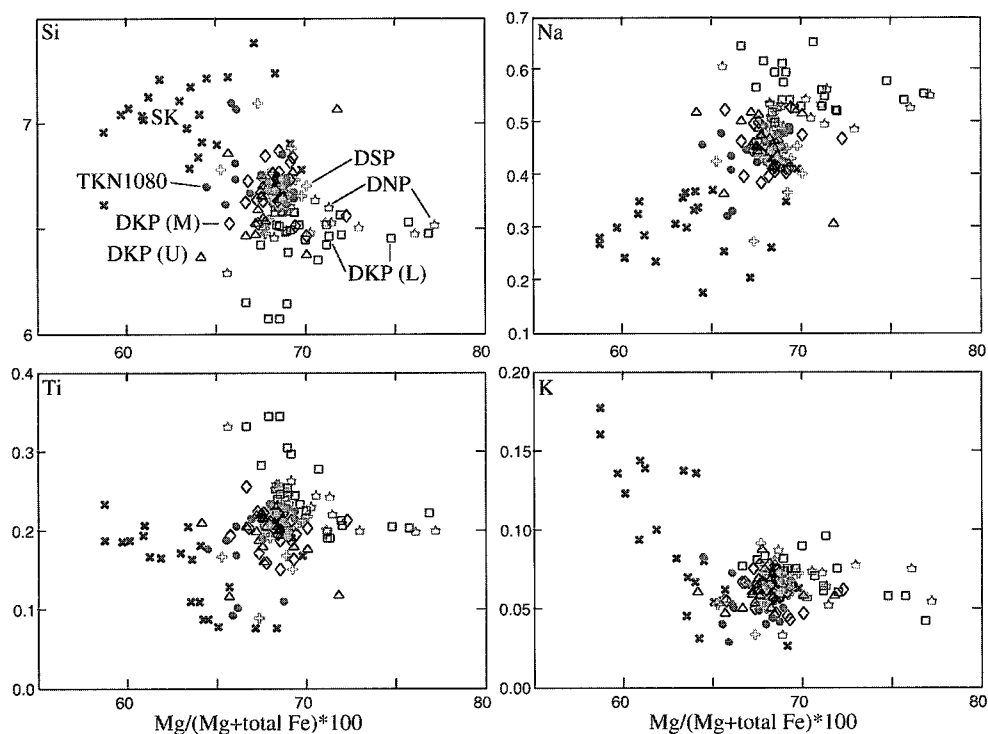 Si
7
6
60
70
80
SK
TKN1080
DKP (M)
DKP (U)
DSP
DNP
DKP (L)
Na
0.7
0.6
0.5
0.4
0.3
0.2
0.1
60
70
80
Ti
0.4
0.3
0.2
0.1
0.0
60
70
80
Mg/(Mg+total Fe)*100
K
0.20
0.15
0.10
0.05
0.00
60
70
80
Mg/(Mg+total Fe)*100